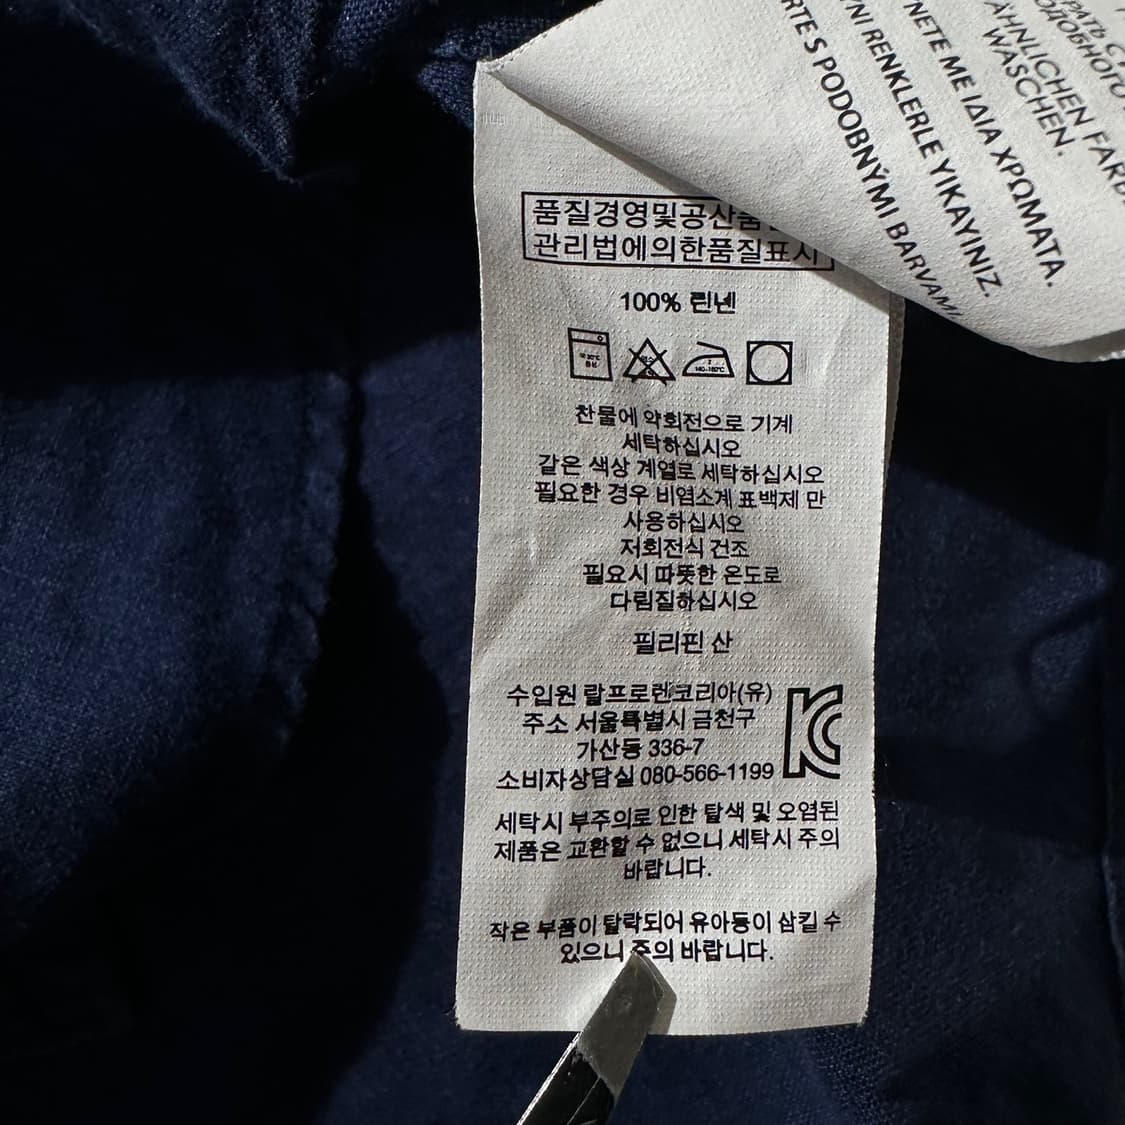 품질경영및공산품
관리법에의한품질표시
100% 린넨
140-160℃
찬물에 약회전으로 기계
세탁하십시오
같은 색상 계열로 세탁하십시오
필요한 경우 비염소계 표백제 만
사용하십시오
저회전식 건조
필요시 따뜻한 온도로
다림질하십시오
필리핀 산
수입원 랄프로렌코리아(유)
주소 서울특별시 금천구
가산동 336-7
소비자상담실 080-566-1199
세탁시 부주의로 인한 탈색 및 오염된
제품은 교환할 수 없으니 세탁시 주의
바랍니다.
작은 부품이 탈락되어 유아등이 삼킬 수
있으니 주의 바랍니다.
S PODOBNÝMI BARVAMI
RENKLERLE YIKAYINIZ.
ΜΕ ΙΔΙΑ ΧΡΩΜΑΤΑ.
ÄHNLICHEN FARB
WASCHEN.